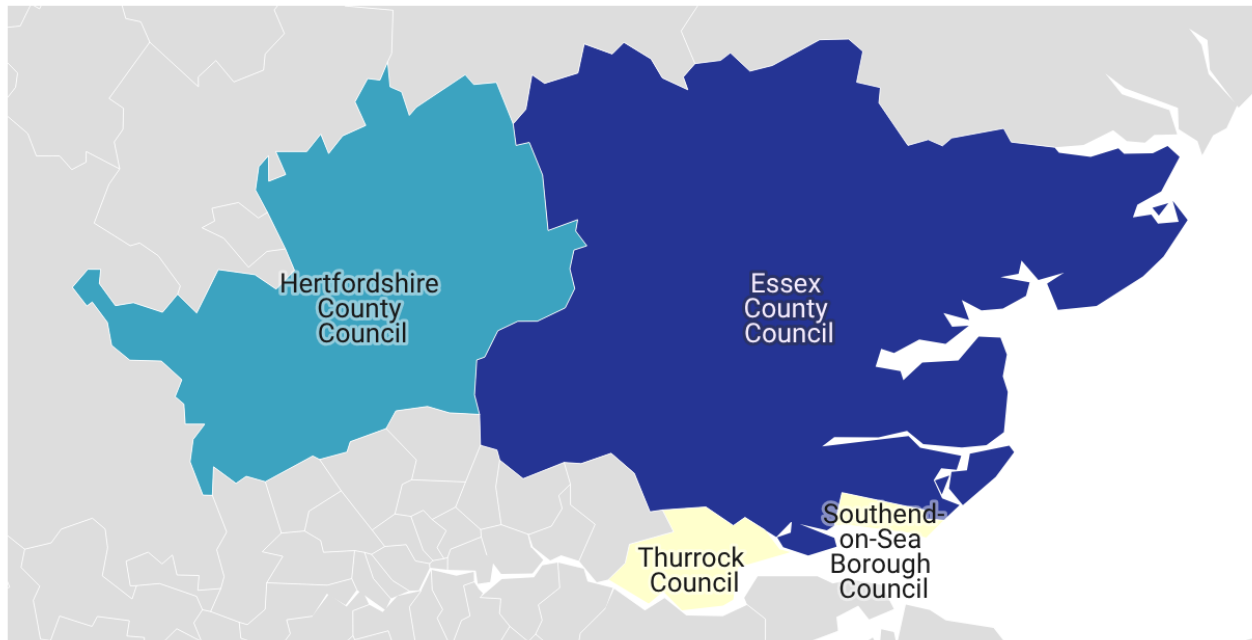 Hertfordshire
County
Council
Essex
County
Council
Thurrock
Council
Southend-
on-Sea
Borough
Council